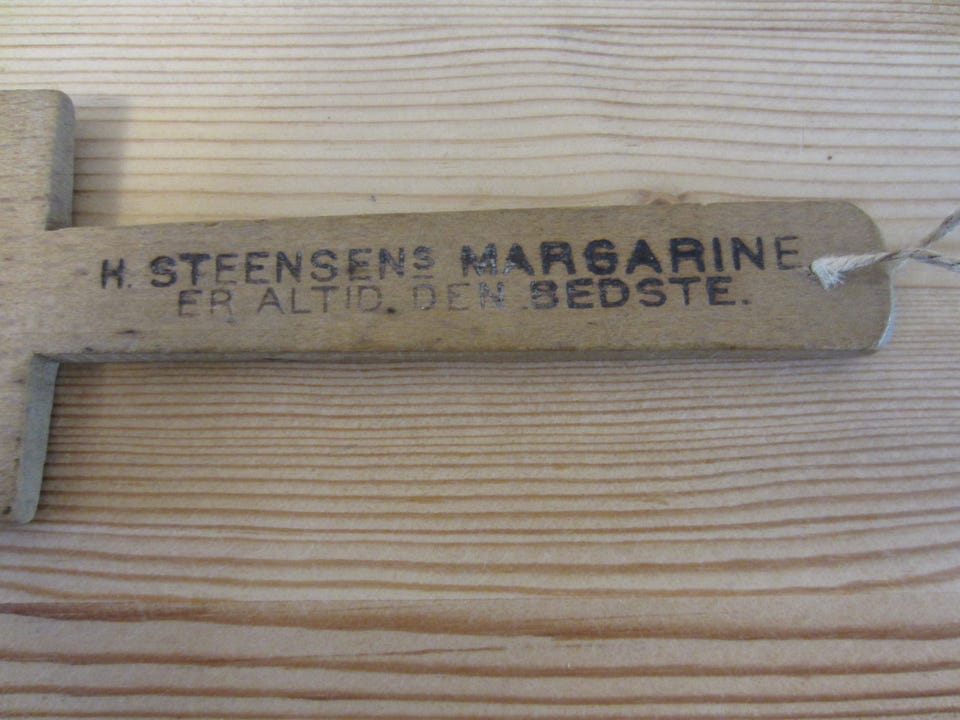 H. STEENSENS MARGARINE
ER ALTID. DEN BEDSTE.